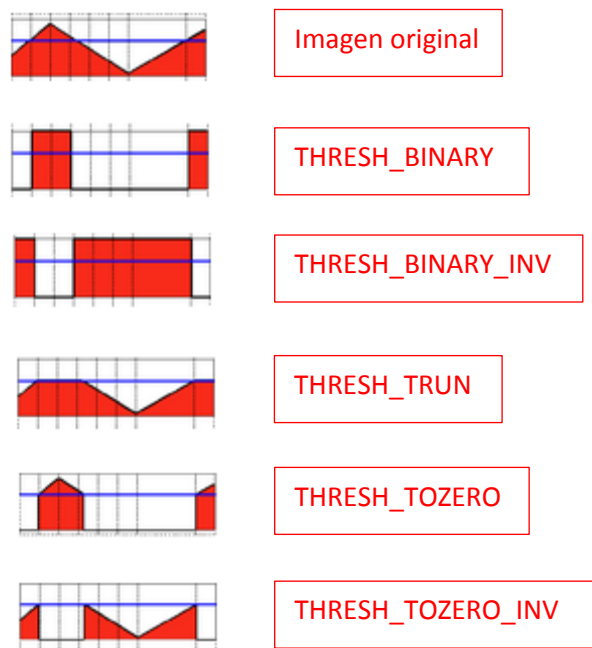 Imagen original
THRESH_BINARY
THRESH_BINARY_INV
THRESH_TRUN
THRESH_TOZERO
THRESH_TOZERO_INV